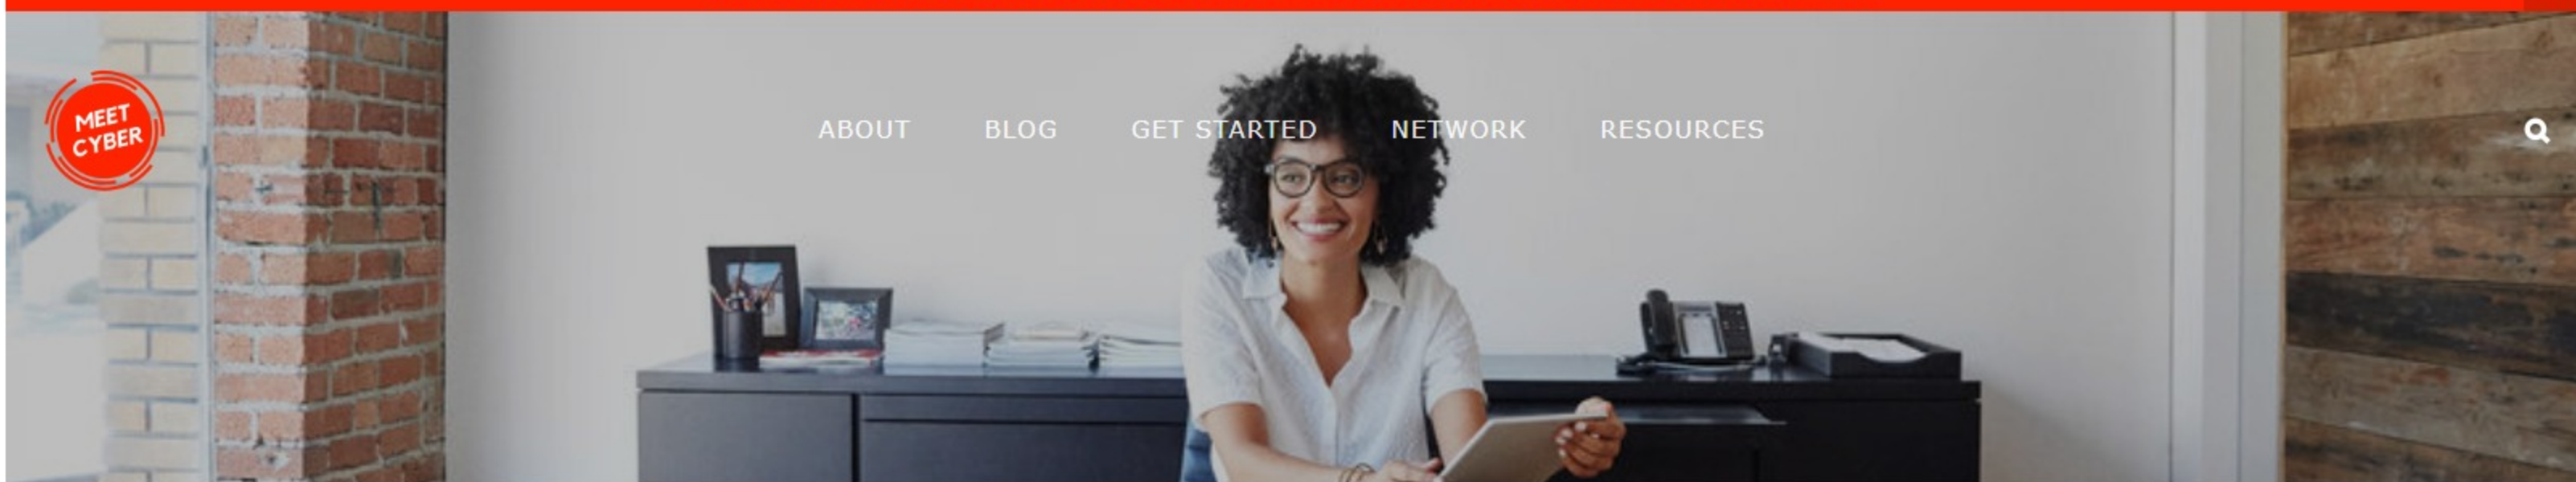 MEET
CYBER
ABOUT BLOG GET STARTED NETWORK RESOURCES